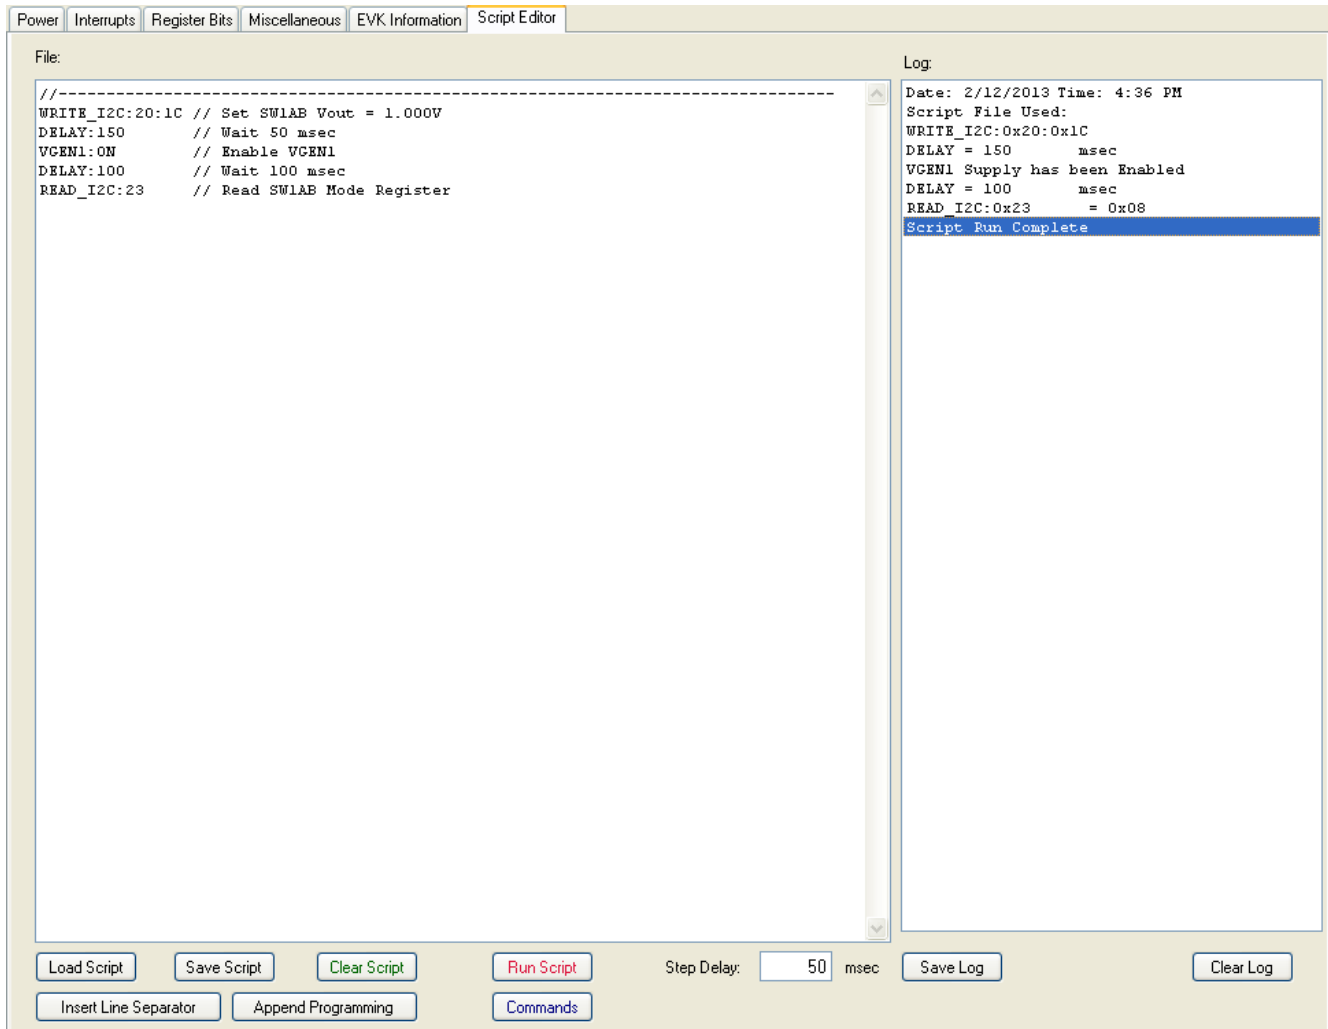 Power Interrupts Register Bits Miscellaneous EVK Information Script Editor
File:
//---------------------------------------------------------------------------------
WRITE_I2C:20:1C // Set SW1AB Vout = 1.000V
DELAY:150 // Wait 50 msec
VGEN1:ON // Enable VGEN1
DELAY:100 // Wait 100 msec
READ_I2C:23 // Read SW1AB Mode Register
Log:
Date: 2/12/2013 Time: 4:36 PM
Script File Used:
WRITE_I2C:0x20:0x1C
DELAY = 150 msec
VGEN1 Supply has been Enabled
DELAY = 100 msec
READ_I2C:0x23 = 0x08
Script Run Complete
Load Script Save Script Clear Script Run Script Step Delay: 50 msec Save Log Clear Log
Insert Line Separator Append Programming Commands